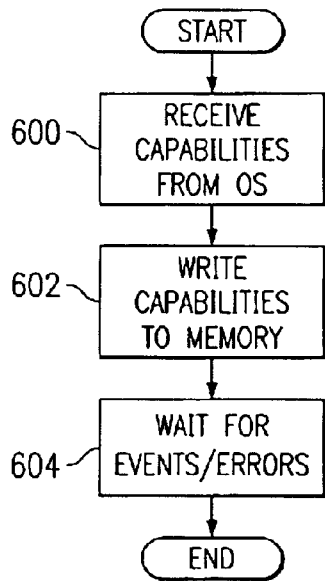 START
600
RECEIVE
CAPABILITIES
FROM OS
602
WRITE
CAPABILITIES
TO MEMORY
604
WAIT FOR
EVENTS/ERRORS
END